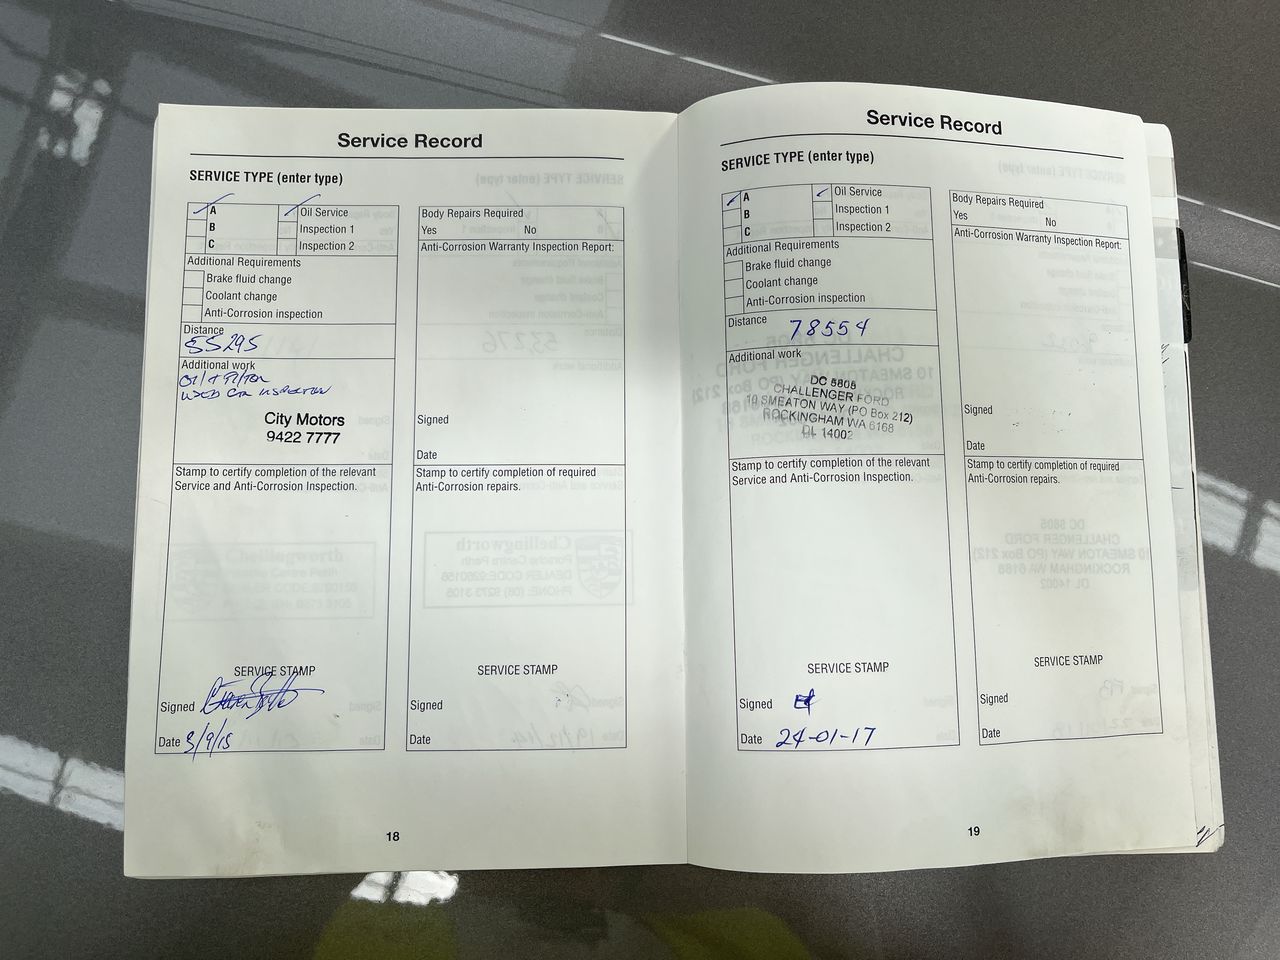 Service Record
SERVICE TYPE (enter type)
A
B
C
Oil Service
Inspection 1
Inspection 2
Additional Requirements
Brake fluid change
Coolant change
Anti-Corrosion inspection
Distance
55295
Additional work
Oil + Filter
USED CAR INSPECTION
City Motors
9422 7777
Stamp to certify completion of the relevant
Service and Anti-Corrosion Inspection.
SERVICE STAMP
Signed
Date 3/9/15
Body Repairs Required
Yes No
Anti-Corrosion Warranty Inspection Report:
Signed
Date
Stamp to certify completion of required
Anti-Corrosion repairs.
SERVICE STAMP
Signed
Date
18
Service Record
SERVICE TYPE (enter type)
A
B
C
Oil Service
Inspection 1
Inspection 2
Additional Requirements
Brake fluid change
Coolant change
Anti-Corrosion inspection
Distance 78554
Additional work
DC 5805
CHALLENGER FORD
10 SMEATON WAY (PO Box 212)
ROCKINGHAM WA 6168
DL 14002
Stamp to certify completion of the relevant
Service and Anti-Corrosion Inspection.
SERVICE STAMP
Signed
Date 24-01-17
Body Repairs Required
Yes No
Anti-Corrosion Warranty Inspection Report:
Signed
Date
Stamp to certify completion of required
Anti-Corrosion repairs.
SERVICE STAMP
Signed
Date
19